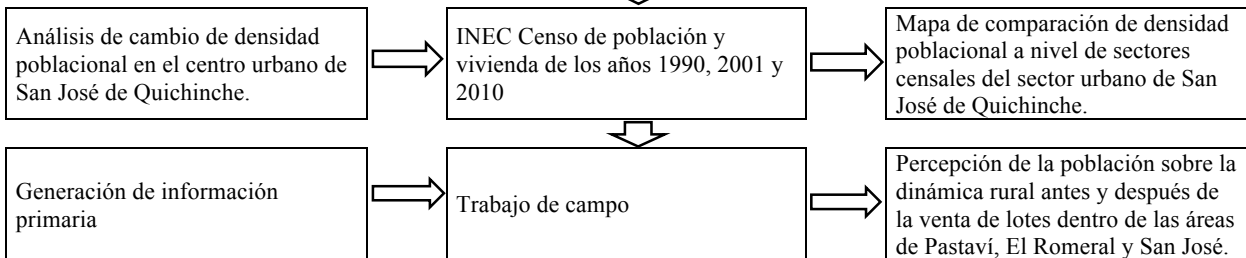 Análisis de cambio de densidad
poblacional en el centro urbano de
San José de Quichinche.
INEC Censo de población y
vivienda de los años 1990, 2001 y
2010
Mapa de comparación de densidad
poblacional a nivel de sectores
censales del sector urbano de San
José de Quichinche.
Generación de información
primaria
Trabajo de campo
Percepción de la población sobre la
dinámica rural antes y después de
la venta de lotes dentro de las áreas
de Pastaví, El Romeral y San José.